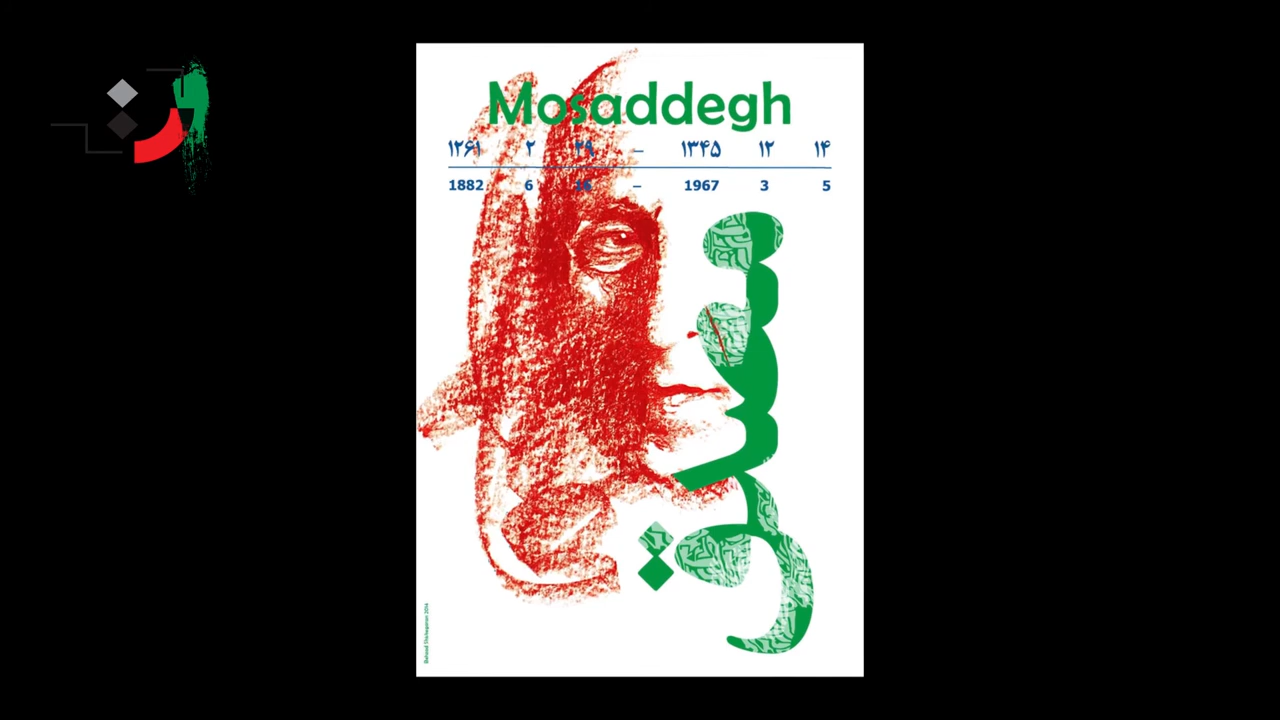 Mosaddegh
۱۲۶۱ ۲ ۲۹ – ۱۳۴۵ ۱۲ ۱۴
1882 6 16 – 1967 3 5
مصدق